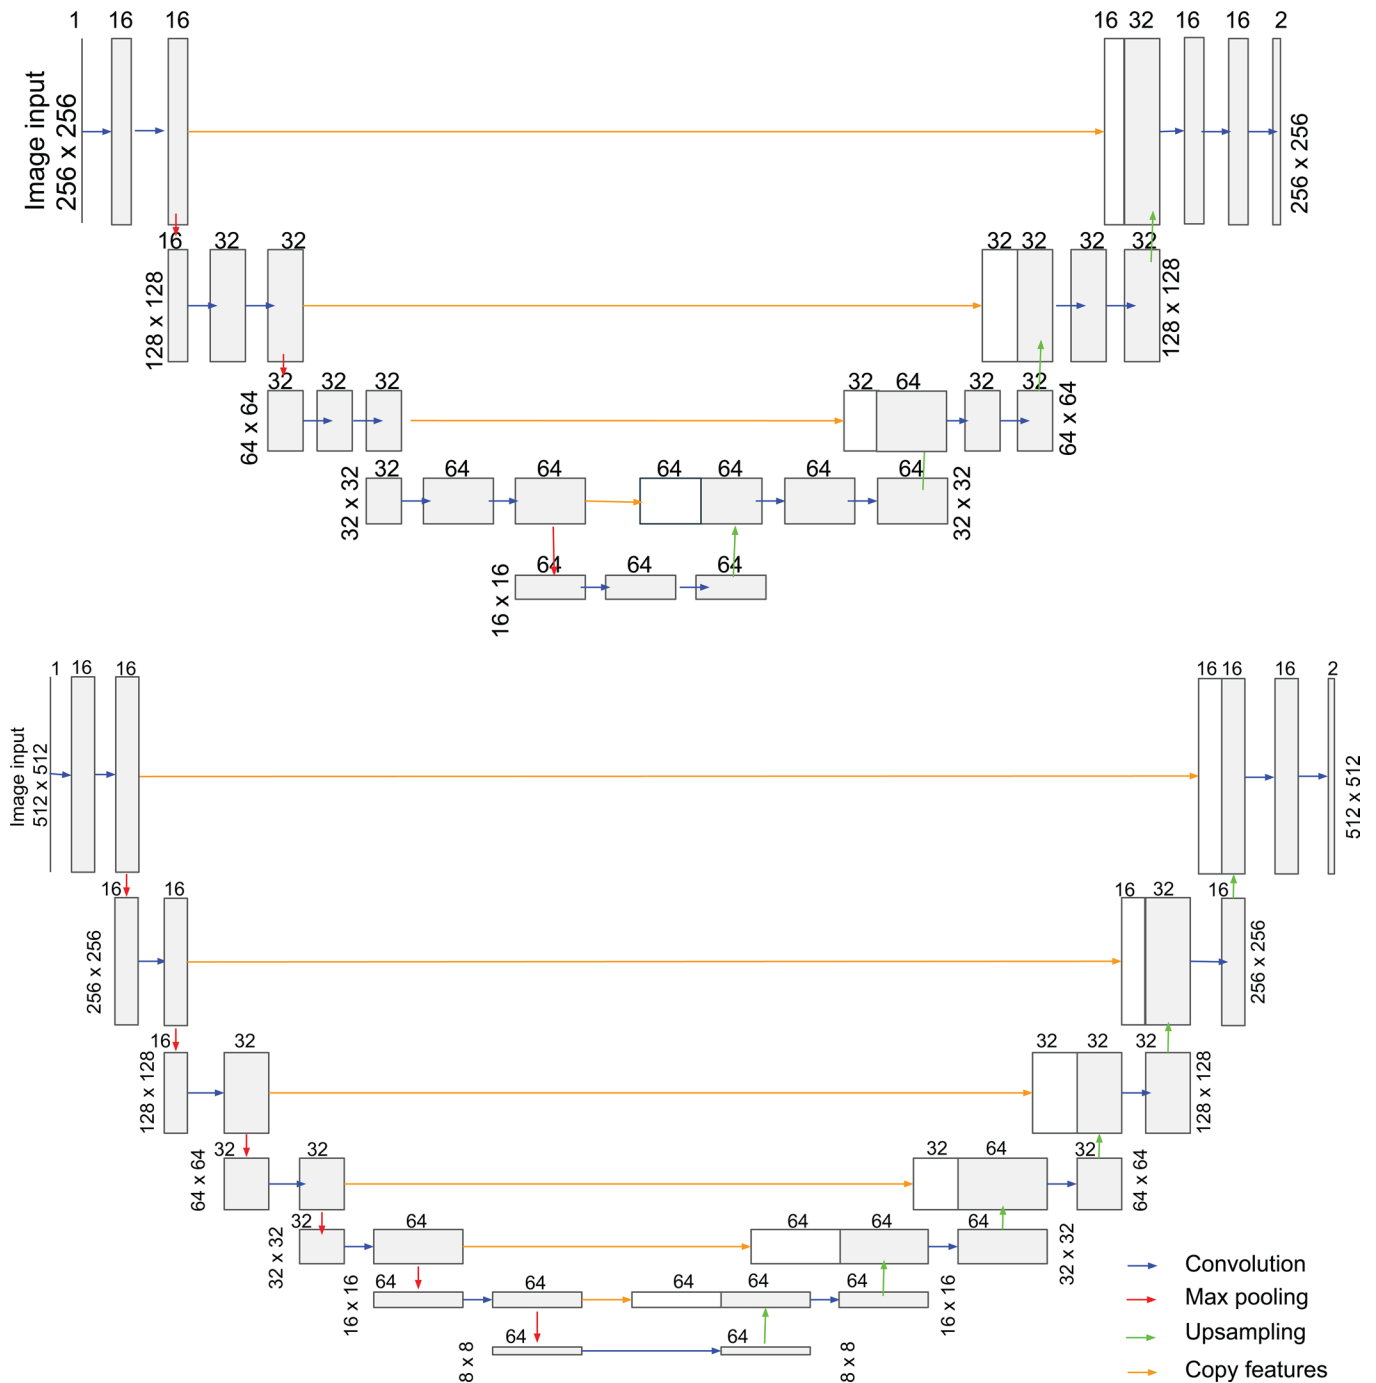 1 16 16 16 32 16 16 2
Image input
256 x 256
256 x 256
16 32 32 32 32 32 32
128 x 128
128 x 128
32 32 32 32 64 32 32
64 x 64
64 x 64
32 64 64 64 64 64 64
32 x 32
32 x 32
64 64 64
16 x 16
1 16 16 16 16 16 2
Image input
512 x 512
512 x 512
16 16 16 32 16
256 x 256
256 x 256
16 32 32 32 32
128 x 128
128 x 128
32 32 32 64 32
64 x 64
64 x 64
32 64 64 64 64
32 x 32
32 x 32
64 64 64 64 64
16 x 16
16 x 16
64 64
8 x 8
8 x 8
Convolution
Max pooling
Upsampling
Copy features